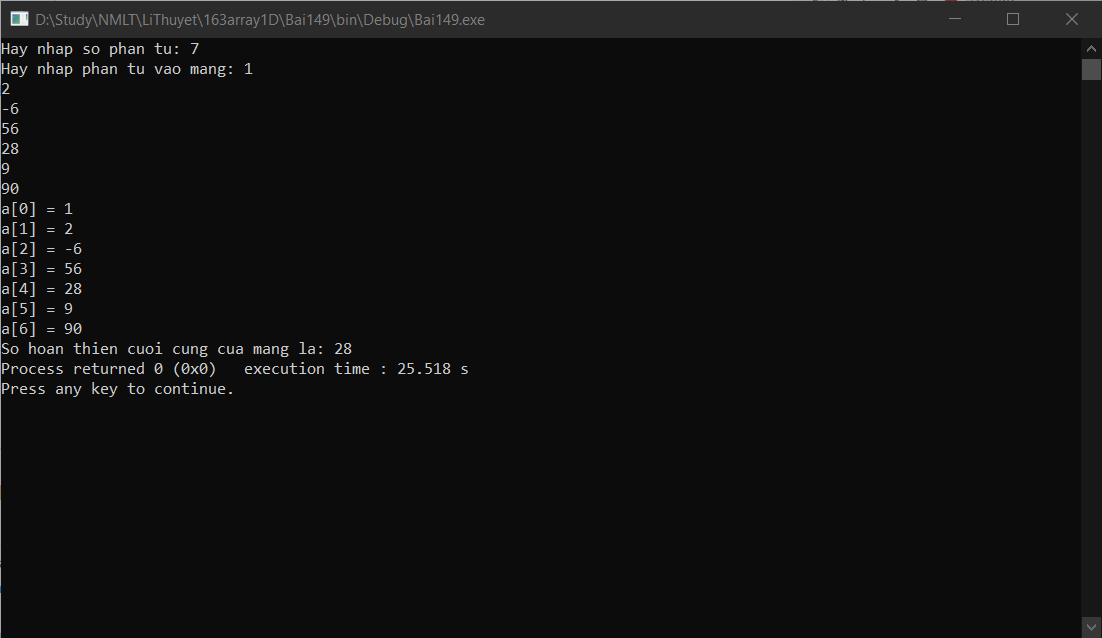 D:\Study\NMLT\LiThuyet\163array1D\Bai149\bin\Debug\Bai149.exe
Hay nhap so phan tu: 7
Hay nhap phan tu vao mang: 1
2
-6
56
28
9
90
a[0] = 1
a[1] = 2
a[2] = -6
a[3] = 56
a[4] = 28
a[5] = 9
a[6] = 90
So hoan thien cuoi cung cua mang la: 28
Process returned 0 (0x0)   execution time : 25.518 s
Press any key to continue.